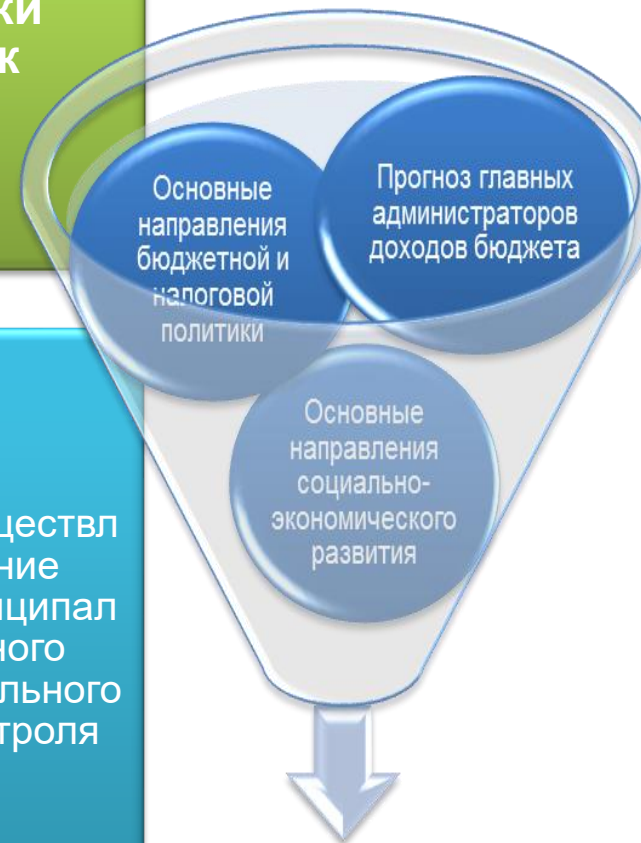 ки
к
Основные
направления
бюджетной и
налоговой
политики
Прогноз главных
администраторов
доходов бюджета
Основные
направления
социально-
экономического
развития
ществл
ние
иципал
ного
льного
троля